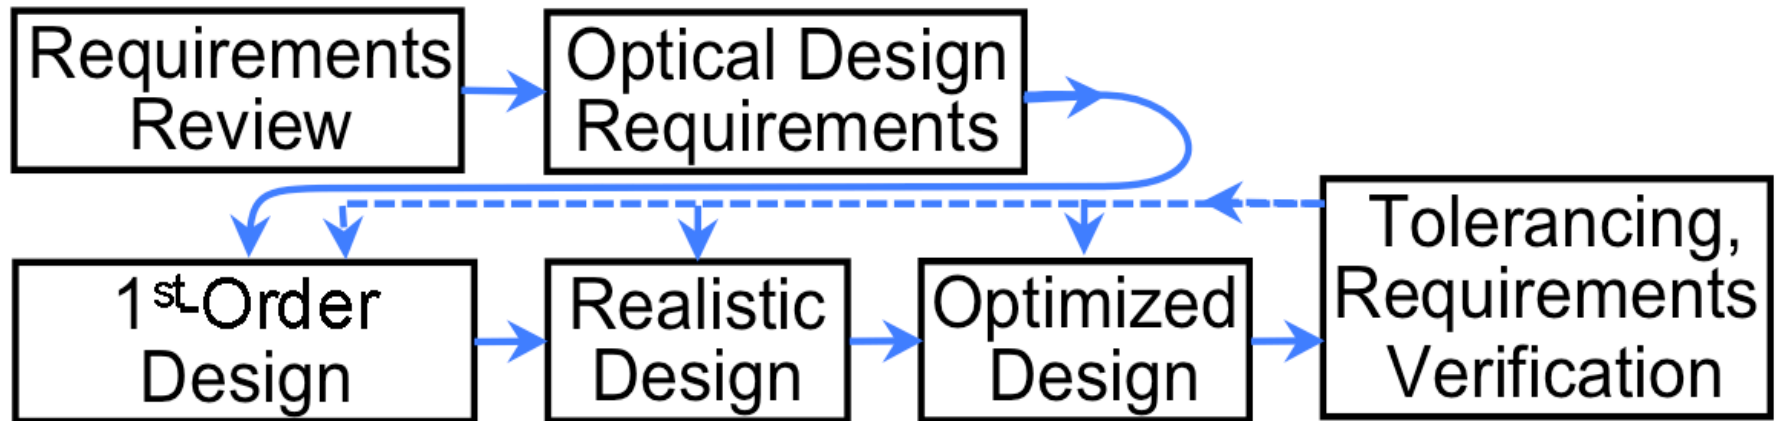 Requirements
Review
Optical Design
Requirements
1st-Order
Design
Realistic
Design
Optimized
Design
Tolerancing,
Requirements
Verification